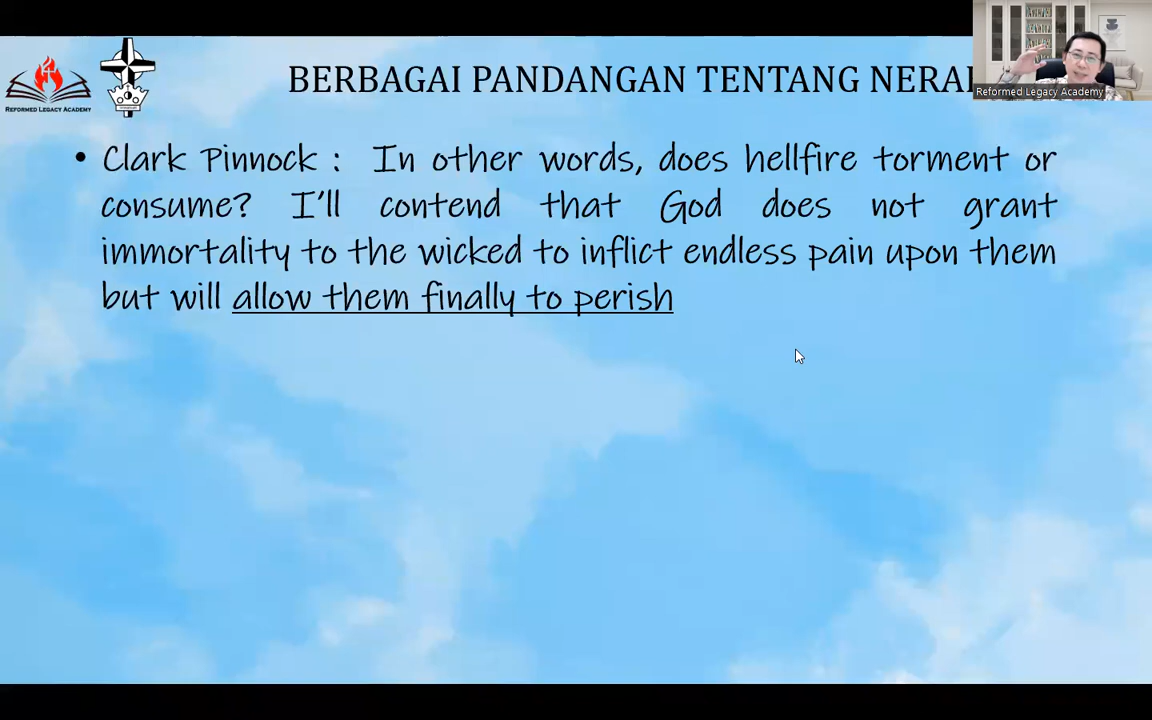 BERBAGAI PANDANGAN TENTANG
Reformed Legacy Academy
REFORMED LEGACY ACADEMY
• Clark Pinnock : In other words, does hellfire torment or
consume? I'll contend that God does not grant
immortality to the wicked to inflict endless pain upon them
but will allow them finally to perish